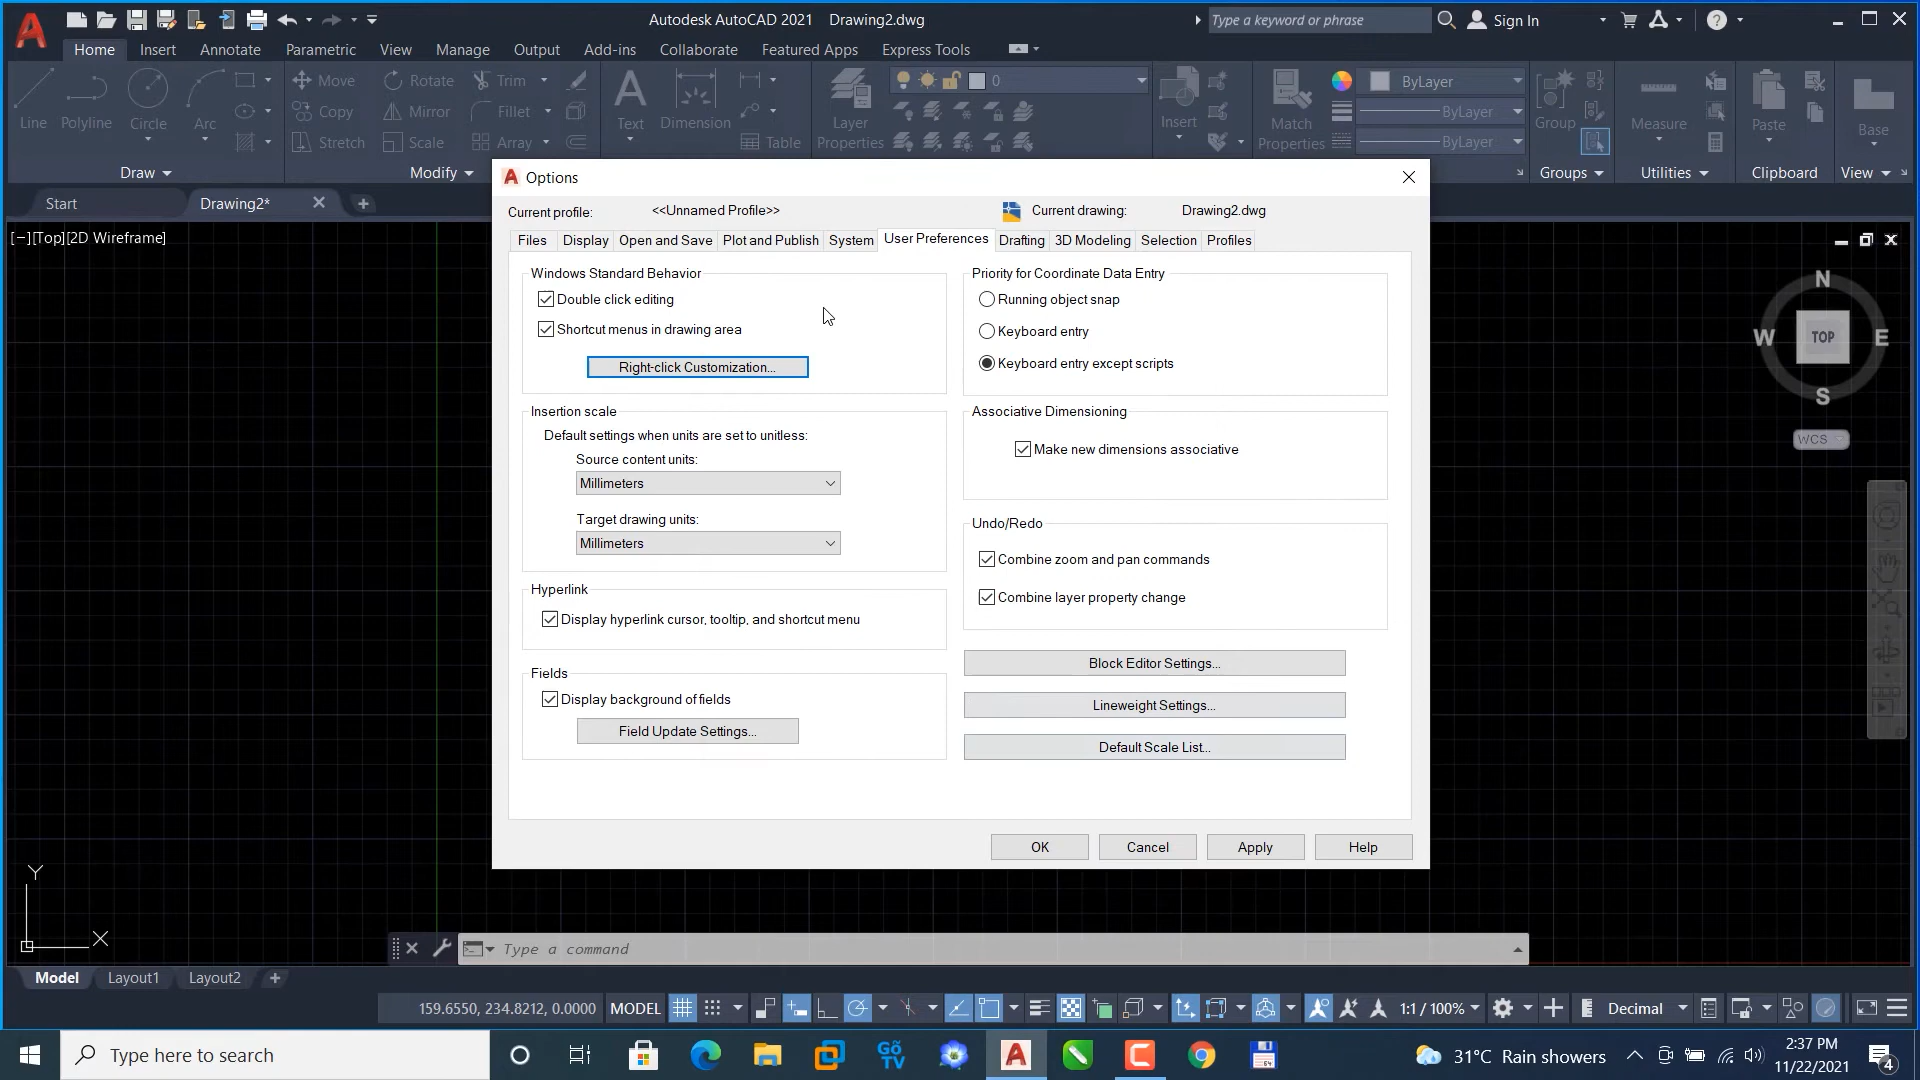 Autodesk AutoCAD 2021 Drawing2.dwg
Type a keyword or phrase
Sign In
Home Insert Annotate Parametric View Manage Output Add-ins Collaborate Featured Apps Express Tools
Line
Polyline
Circle
Arc
Move
Rotate
Trim
Copy
Mirror
Fillet
Stretch
Scale
Array
Text
Dimension
Table
Layer
Properties
0
Insert
Match
Properties
ByLayer
ByLayer
ByLayer
Group
Measure
Paste
Base
Draw
Modify
Groups
Utilities
Clipboard
View
Start
Drawing2*
[−][Top][2D Wireframe]
Options
Current profile: <<Unnamed Profile>>
Current drawing: Drawing2.dwg
Files Display Open and Save Plot and Publish System User Preferences Drafting 3D Modeling Selection Profiles
Windows Standard Behavior
Double click editing
Shortcut menus in drawing area
Right-click Customization...
Insertion scale
Default settings when units are set to unitless:
Source content units:
Millimeters
Target drawing units:
Millimeters
Hyperlink
Display hyperlink cursor, tooltip, and shortcut menu
Fields
Display background of fields
Field Update Settings...
Priority for Coordinate Data Entry
Running object snap
Keyboard entry
Keyboard entry except scripts
Associative Dimensioning
Make new dimensions associative
Undo/Redo
Combine zoom and pan commands
Combine layer property change
Block Editor Settings...
Lineweight Settings...
Default Scale List...
OK
Cancel
Apply
Help
N
W
TOP
E
S
WCS
Y
X
Type a command
Model Layout1 Layout2
159.6550, 234.8212, 0.0000 MODEL
1:1 / 100%
Decimal
Type here to search
GỗTV
64
31°C Rain showers
2:37 PM
11/22/2021
4